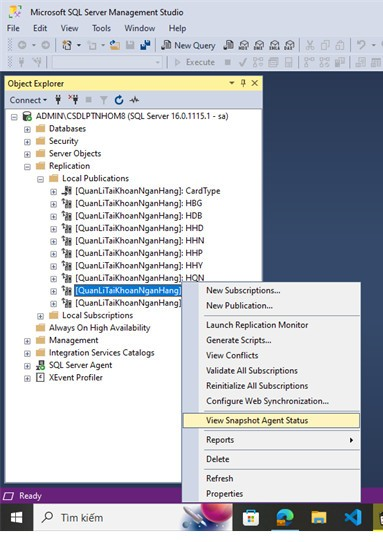 Microsoft SQL Server Management Studio
File Edit View Tools Window Help
New Query
MDX DMX XMLA DAX
Execute
Object Explorer
Connect
ADMIN\CSDLPTNHOM8 (SQL Server 16.0.1115.1 - sa)
Databases
Security
Server Objects
Replication
Local Publications
[QuanLiTaiKhoanNganHang]: CardType
[QuanLiTaiKhoanNganHang]: HBG
[QuanLiTaiKhoanNganHang]: HDB
[QuanLiTaiKhoanNganHang]: HHD
[QuanLiTaiKhoanNganHang]: HHN
[QuanLiTaiKhoanNganHang]: HHP
[QuanLiTaiKhoanNganHang]: HHY
[QuanLiTaiKhoanNganHang]: HQN
[QuanLiTaiKhoanNganHang]
[QuanLiTaiKhoanNganHang]
Local Subscriptions
Always On High Availability
Management
Integration Services Catalogs
SQL Server Agent
XEvent Profiler
New Subscriptions...
New Publication...
Launch Replication Monitor
Generate Scripts...
View Conflicts
Validate All Subscriptions
Reinitialize All Subscriptions
Configure Web Synchronization...
View Snapshot Agent Status
Reports
Delete
Refresh
Properties
Ready
Tìm kiếm